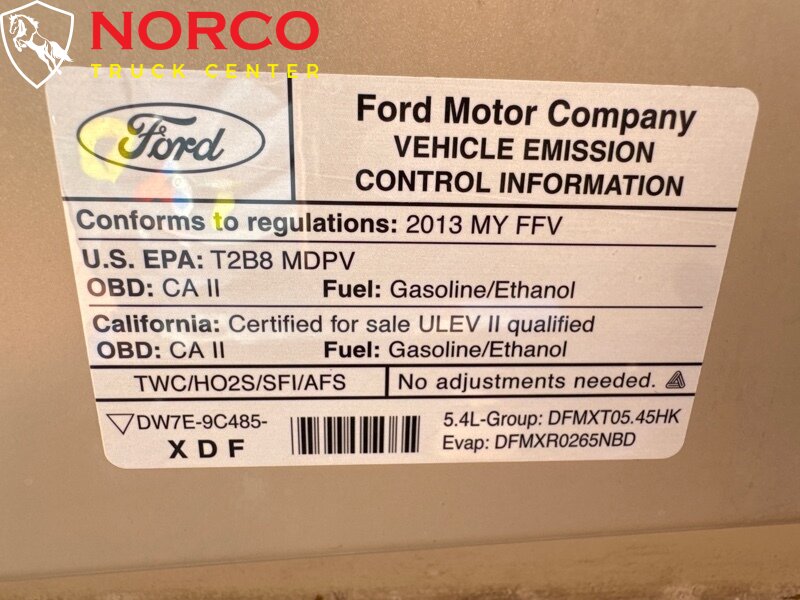 NORCO
TRUCK CENTER
Ford
Ford Motor Company
VEHICLE EMISSION
CONTROL INFORMATION
Conforms to regulations: 2013 MY FFV
U.S. EPA: T2B8 MDPV
OBD: CA II Fuel: Gasoline/Ethanol
California: Certified for sale ULEV II qualified
OBD: CA II Fuel: Gasoline/Ethanol
TWC/HO2S/SFI/AFS No adjustments needed.
DW7E-9C485- 5.4L-Group: DFMXT05.45HK
XDF Evap: DFMXR0265NBD